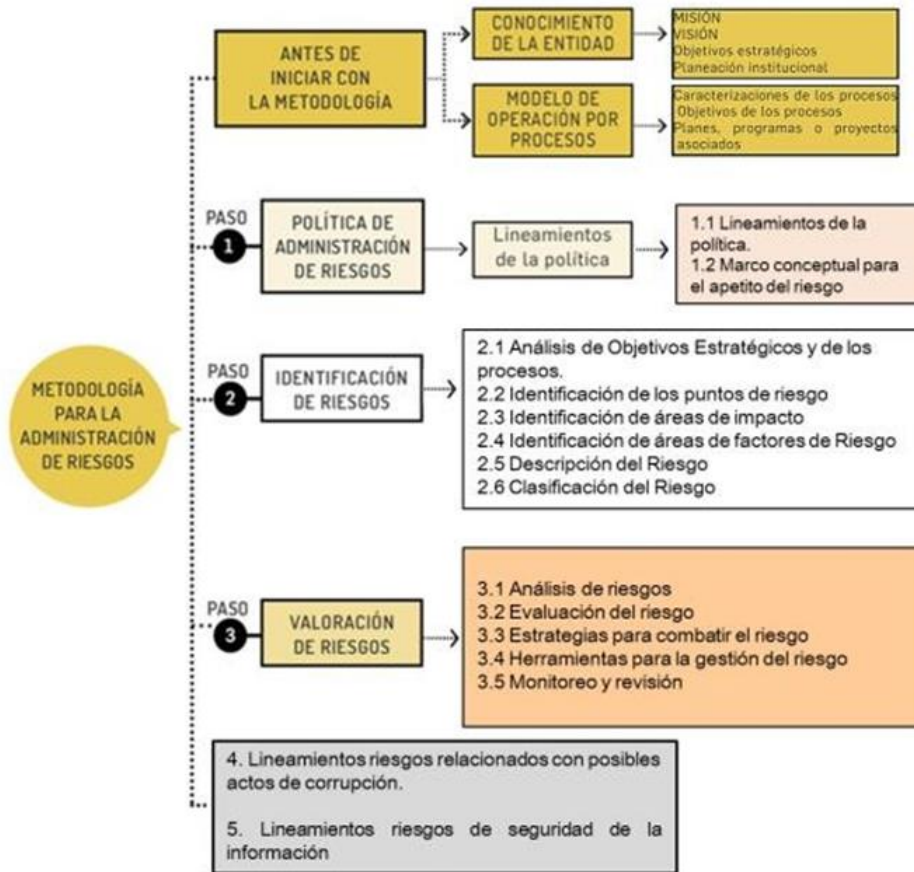 METODOLOGÍA
PARA LA
ADMINISTRACIÓN
DE RIESGOS
ANTES DE
INICIAR CON
LA METODOLOGÍA
CONOCIMIENTO
DE LA ENTIDAD
MISIÓN
VISIÓN
Objetivos estratégicos
Planeación institucional
MODELO DE
OPERACIÓN POR
PROCESOS
Caracterizaciones de los procesos
Objetivos de los procesos
Planes, programas o proyectos
asociados
PASO
1
POLÍTICA DE
ADMINISTRACIÓN
DE RIESGOS
Lineamientos
de la política
1.1 Lineamientos de la
política.
1.2 Marco conceptual para
el apetito del riesgo
PASO
2
IDENTIFICACIÓN
DE RIESGOS
2.1 Análisis de Objetivos Estratégicos y de los
procesos.
2.2 Identificación de los puntos de riesgo
2.3 Identificación de áreas de impacto
2.4 Identificación de áreas de factores de Riesgo
2.5 Descripción del Riesgo
2.6 Clasificación del Riesgo
PASO
3
VALORACIÓN
DE RIESGOS
3.1 Análisis de riesgos
3.2 Evaluación del riesgo
3.3 Estrategias para combatir el riesgo
3.4 Herramientas para la gestión del riesgo
3.5 Monitoreo y revisión
4. Lineamientos riesgos relacionados con posibles
actos de corrupción.
5. Lineamientos riesgos de seguridad de la
información